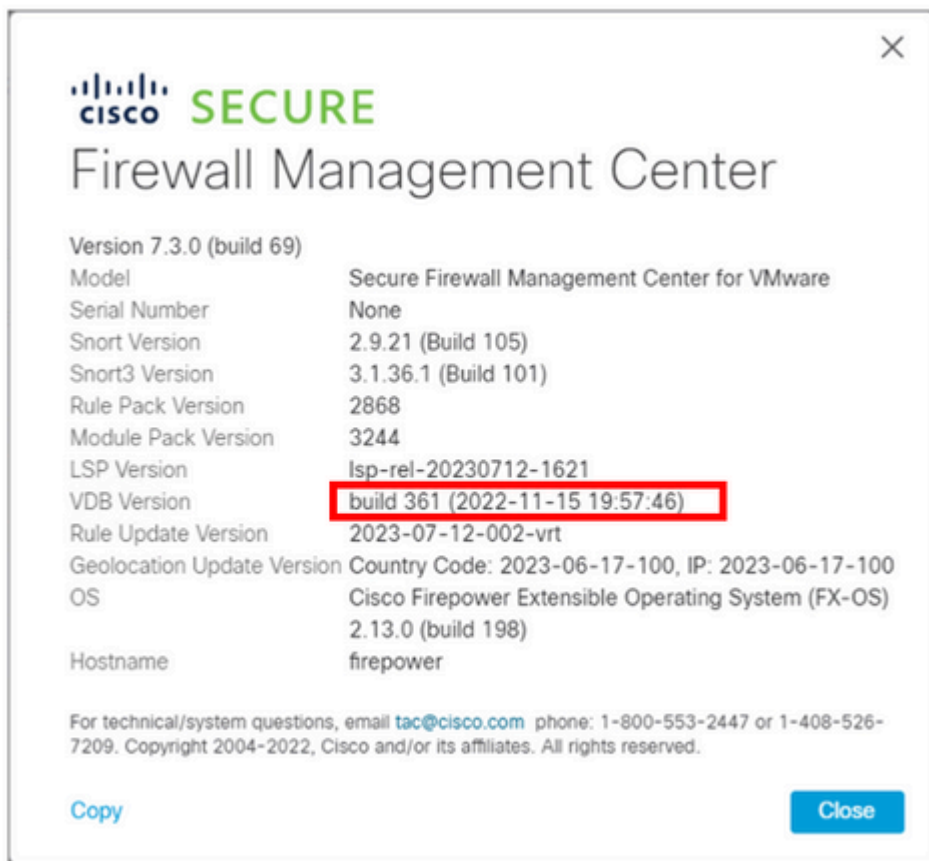 CISCO SECURE
Firewall Management Center
Version 7.3.0 (build 69)
Model Secure Firewall Management Center for VMware
Serial Number None
Snort Version 2.9.21 (Build 105)
Snort3 Version 3.1.36.1 (Build 101)
Rule Pack Version 2868
Module Pack Version 3244
LSP Version lsp-rel-20230712-1621
VDB Version build 361 (2022-11-15 19:57:46)
Rule Update Version 2023-07-12-002-vrt
Geolocation Update Version Country Code: 2023-06-17-100, IP: 2023-06-17-100
OS Cisco Firepower Extensible Operating System (FX-OS)
2.13.0 (build 198)
Hostname firepower
For technical/system questions, email tac@cisco.com phone: 1-800-553-2447 or 1-408-526-
7209. Copyright 2004-2022, Cisco and/or its affiliates. All rights reserved.
Copy Close